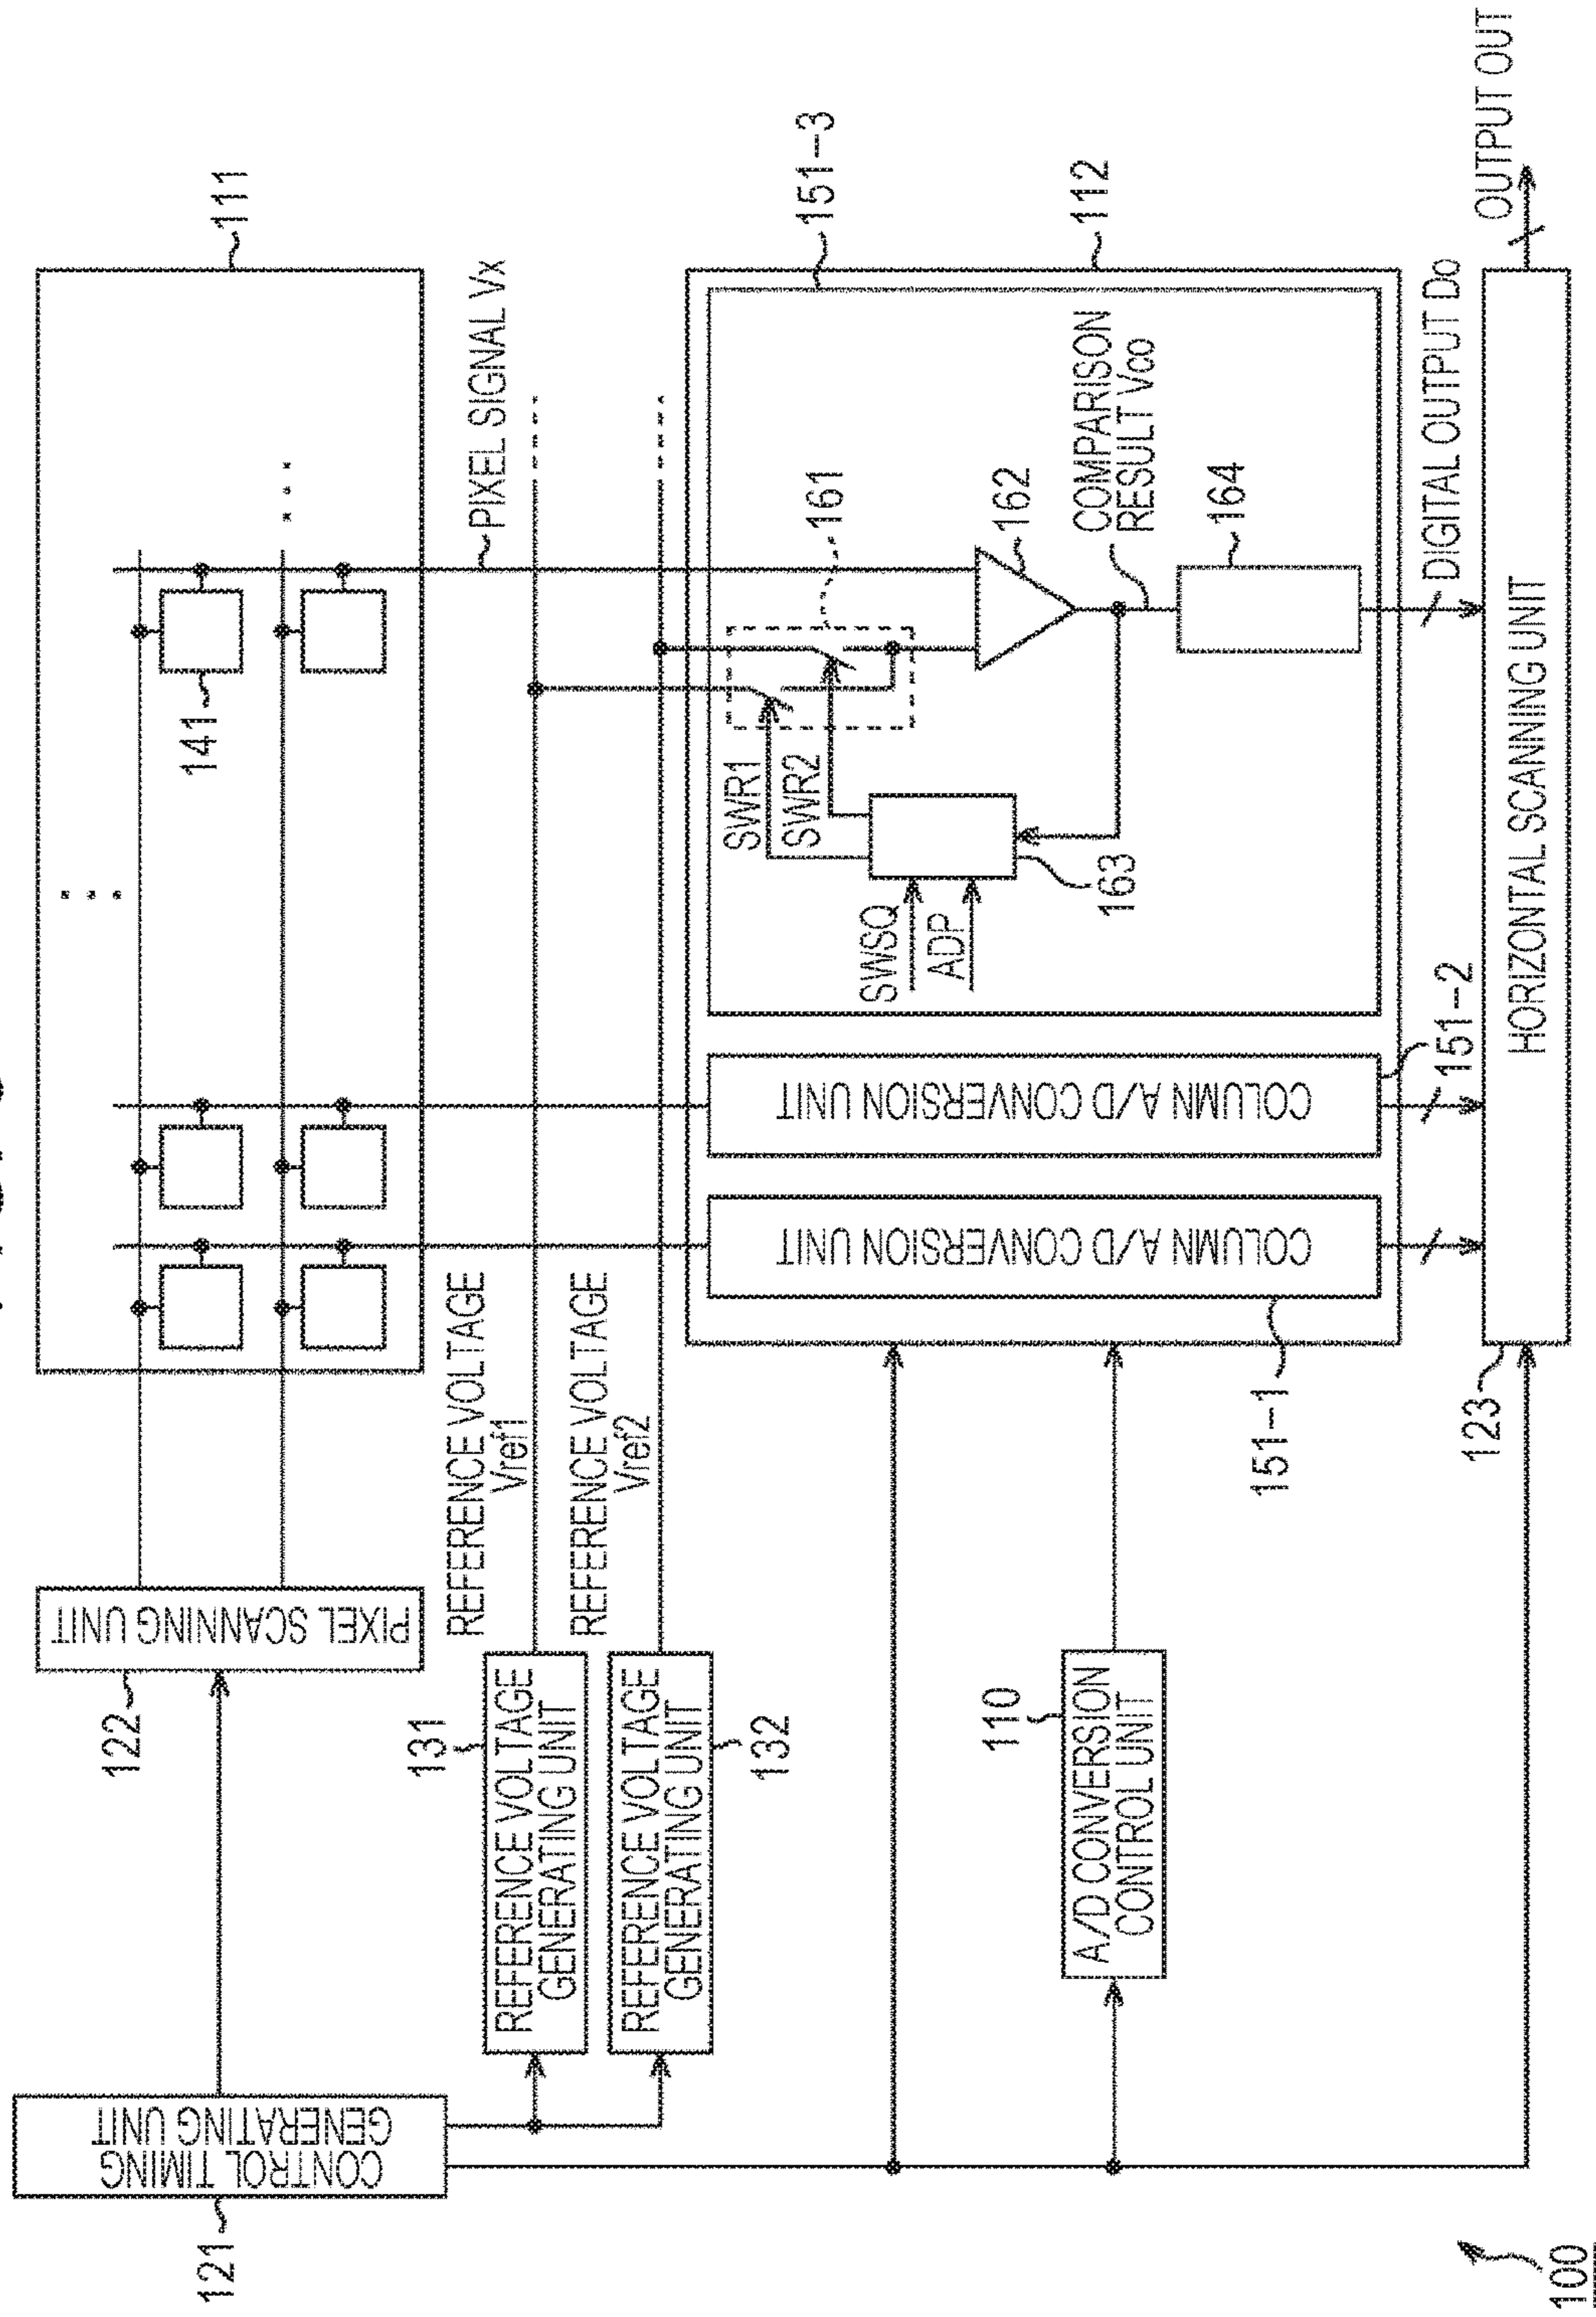 100
121
CONTROL TIMING
GENERATING UNIT
122
PIXEL SCANNING UNIT
111
141
131
REFERENCE VOLTAGE
GENERATING UNIT
REFERENCE VOLTAGE
Vref1
PIXEL SIGNAL Vx
132
REFERENCE VOLTAGE
GENERATING UNIT
REFERENCE VOLTAGE
Vref2
110
A/D CONVERSION
CONTROL UNIT
151-1
COLUMN A/D CONVERSION UNIT
151-2
COLUMN A/D CONVERSION UNIT
151-3
112
SWR1
SWR2
161
SWSQ
ADP
163
162
COMPARISON
RESULT Vco
164
DIGITAL OUTPUT Do
123
HORIZONTAL SCANNING UNIT
OUTPUT OUT